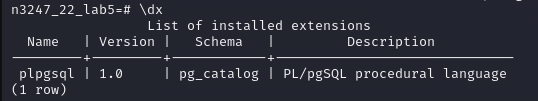 n3247_22_lab5=# \dx
List of installed extensions
Name | Version | Schema | Description
---------+---------+------------+------------------------------
plpgsql | 1.0 | pg_catalog | PL/pgSQL procedural language
(1 row)